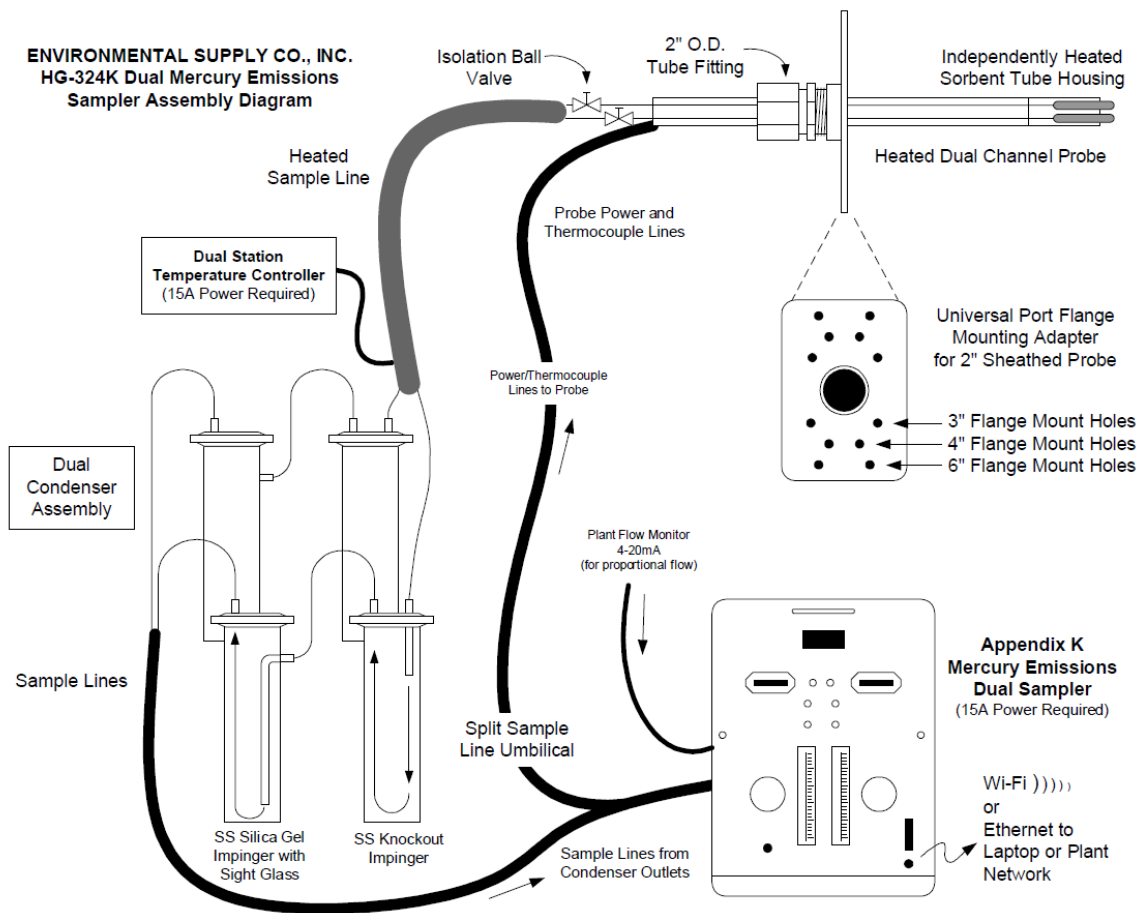 ENVIRONMENTAL SUPPLY CO., INC.
HG-324K Dual Mercury Emissions
Sampler Assembly Diagram
Isolation Ball
Valve
2" O.D.
Tube Fitting
Independently Heated
Sorbent Tube Housing
Heated
Sample Line
Heated Dual Channel Probe
Probe Power and
Thermocouple Lines
Dual Station
Temperature Controller
(15A Power Required)
Universal Port Flange
Mounting Adapter
for 2" Sheathed Probe
Power/Thermocouple
Lines to Probe
3" Flange Mount Holes
4" Flange Mount Holes
6" Flange Mount Holes
Dual
Condenser
Assembly
Plant Flow Monitor
4-20mA
(for proportional flow)
Appendix K
Mercury Emissions
Dual Sampler
(15A Power Required)
Sample Lines
Split Sample
Line Umbilical
Wi-Fi ) ) ) ) )
or
Ethernet to
Laptop or Plant
Network
SS Silica Gel
Impinger with
Sight Glass
SS Knockout
Impinger
Sample Lines from
Condenser Outlets